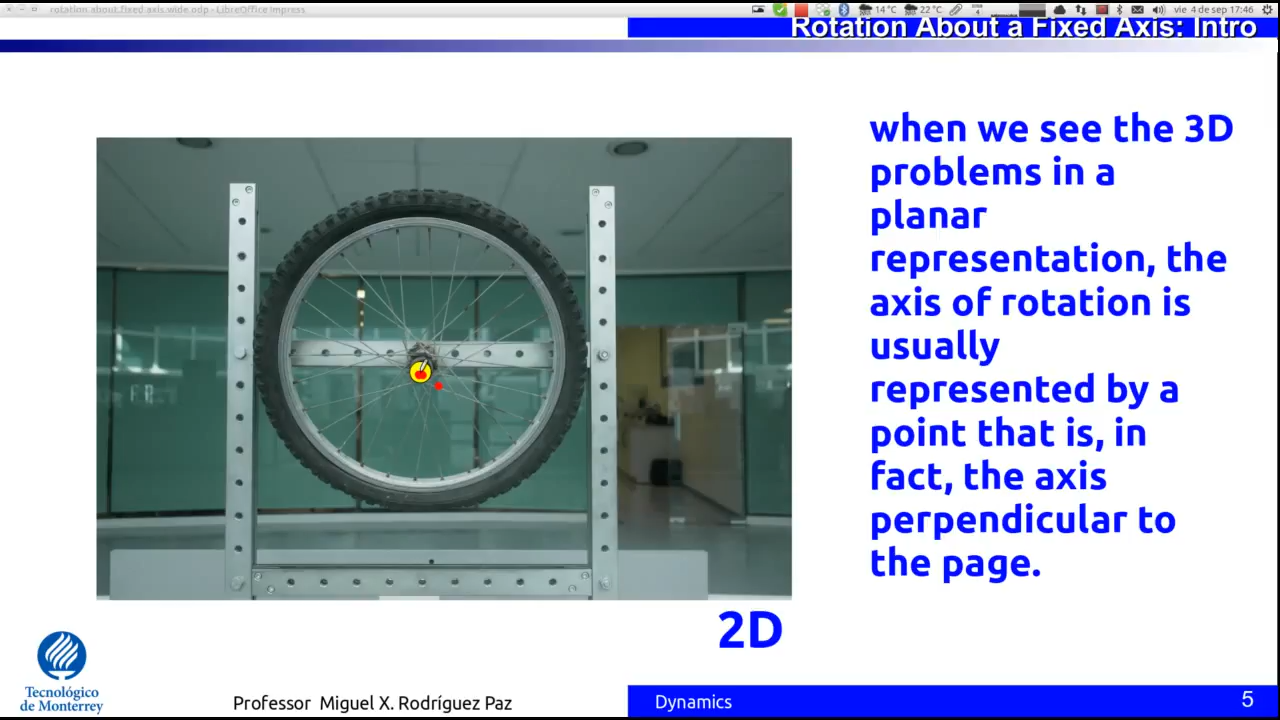 rotation.about.fixed.axis.wide.odp - LibreOffice Impress
14 °C
22 °C
vie 4 de sep 17:46
Rotation About a Fixed Axis: Intro
when we see the 3D
problems in a
planar
representation, the
axis of rotation is
usually
represented by a
point that is, in
fact, the axis
perpendicular to
the page.
2D
Tecnológico
de Monterrey
Professor Miguel X. Rodríguez Paz
Dynamics
5